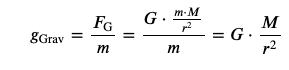 g_Grav = F_G / m = (G · (m·M / r²)) / m = G · M / r²